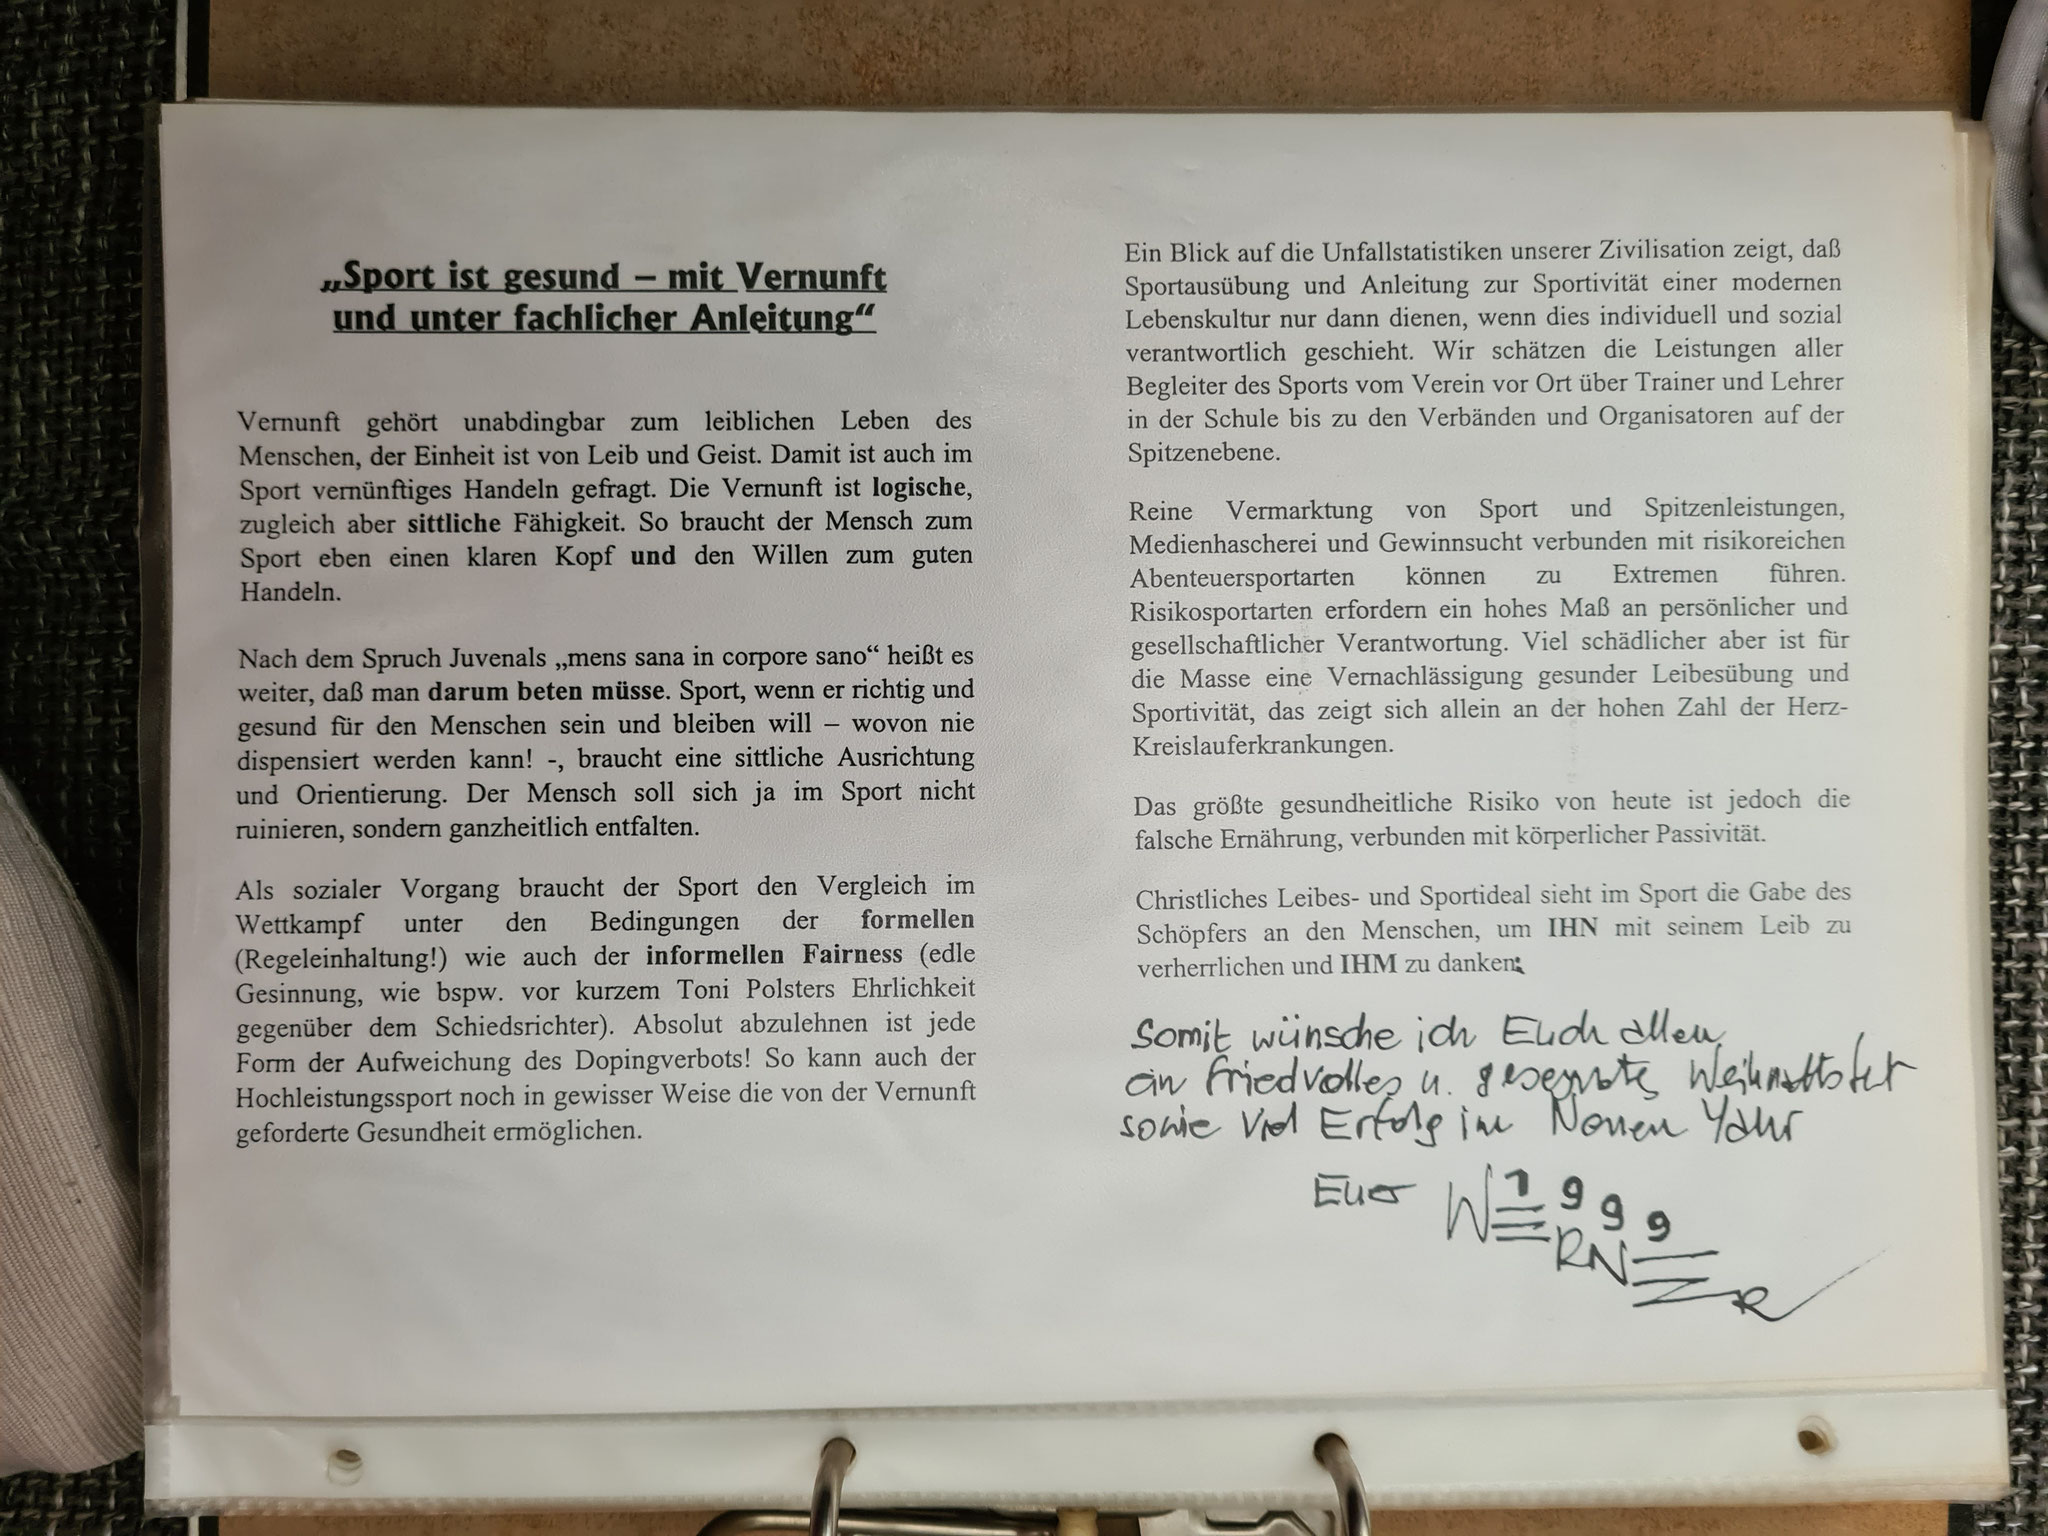 „Sport ist gesund – mit Vernunft
und unter fachlicher Anleitung“
Vernunft gehört unabdingbar zum leiblichen Leben des
Menschen, der Einheit ist von Leib und Geist. Damit ist auch im
Sport vernünftiges Handeln gefragt. Die Vernunft ist logische,
zugleich aber sittliche Fähigkeit. So braucht der Mensch zum
Sport eben einen klaren Kopf und den Willen zum guten
Handeln.
Nach dem Spruch Juvenals „mens sana in corpore sano“ heißt es
weiter, daß man darum beten müsse. Sport, wenn er richtig und
gesund für den Menschen sein und bleiben will – wovon nie
dispensiert werden kann! -, braucht eine sittliche Ausrichtung
und Orientierung. Der Mensch soll sich ja im Sport nicht
ruinieren, sondern ganzheitlich entfalten.
Als sozialer Vorgang braucht der Sport den Vergleich im
Wettkampf unter den Bedingungen der formellen
(Regeleinhaltung!) wie auch der informellen Fairness (edle
Gesinnung, wie bspw. vor kurzem Toni Polsters Ehrlichkeit
gegenüber dem Schiedsrichter). Absolut abzulehnen ist jede
Form der Aufweichung des Dopingverbots! So kann auch der
Hochleistungssport noch in gewisser Weise die von der Vernunft
geforderte Gesundheit ermöglichen.
Ein Blick auf die Unfallstatistiken unserer Zivilisation zeigt, daß
Sportausübung und Anleitung zur Sportivität einer modernen
Lebenskultur nur dann dienen, wenn dies individuell und sozial
verantwortlich geschieht. Wir schätzen die Leistungen aller
Begleiter des Sports vom Verein vor Ort über Trainer und Lehrer
in der Schule bis zu den Verbänden und Organisatoren auf der
Spitzenebene.
Reine Vermarktung von Sport und Spitzenleistungen,
Medienhascherei und Gewinnsucht verbunden mit risikoreichen
Abenteuersportarten können zu Extremen führen.
Risikosportarten erfordern ein hohes Maß an persönlicher und
gesellschaftlicher Verantwortung. Viel schädlicher aber ist für
die Masse eine Vernachlässigung gesunder Leibesübung und
Sportivität, das zeigt sich allein an der hohen Zahl der Herz-
Kreislauferkrankungen.
Das größte gesundheitliche Risiko von heute ist jedoch die
falsche Ernährung, verbunden mit körperlicher Passivität.
Christliches Leibes- und Sportideal sieht im Sport die Gabe des
Schöpfers an den Menschen, um IHN mit seinem Leib zu
verherrlichen und IHM zu danken:
Somit wünsche ich Euch allen
ein friedvolles u. gesegnetes Weihnachtsfest
sowie viel Erfolg im Neuen Jahr
Euer WERNER
1999